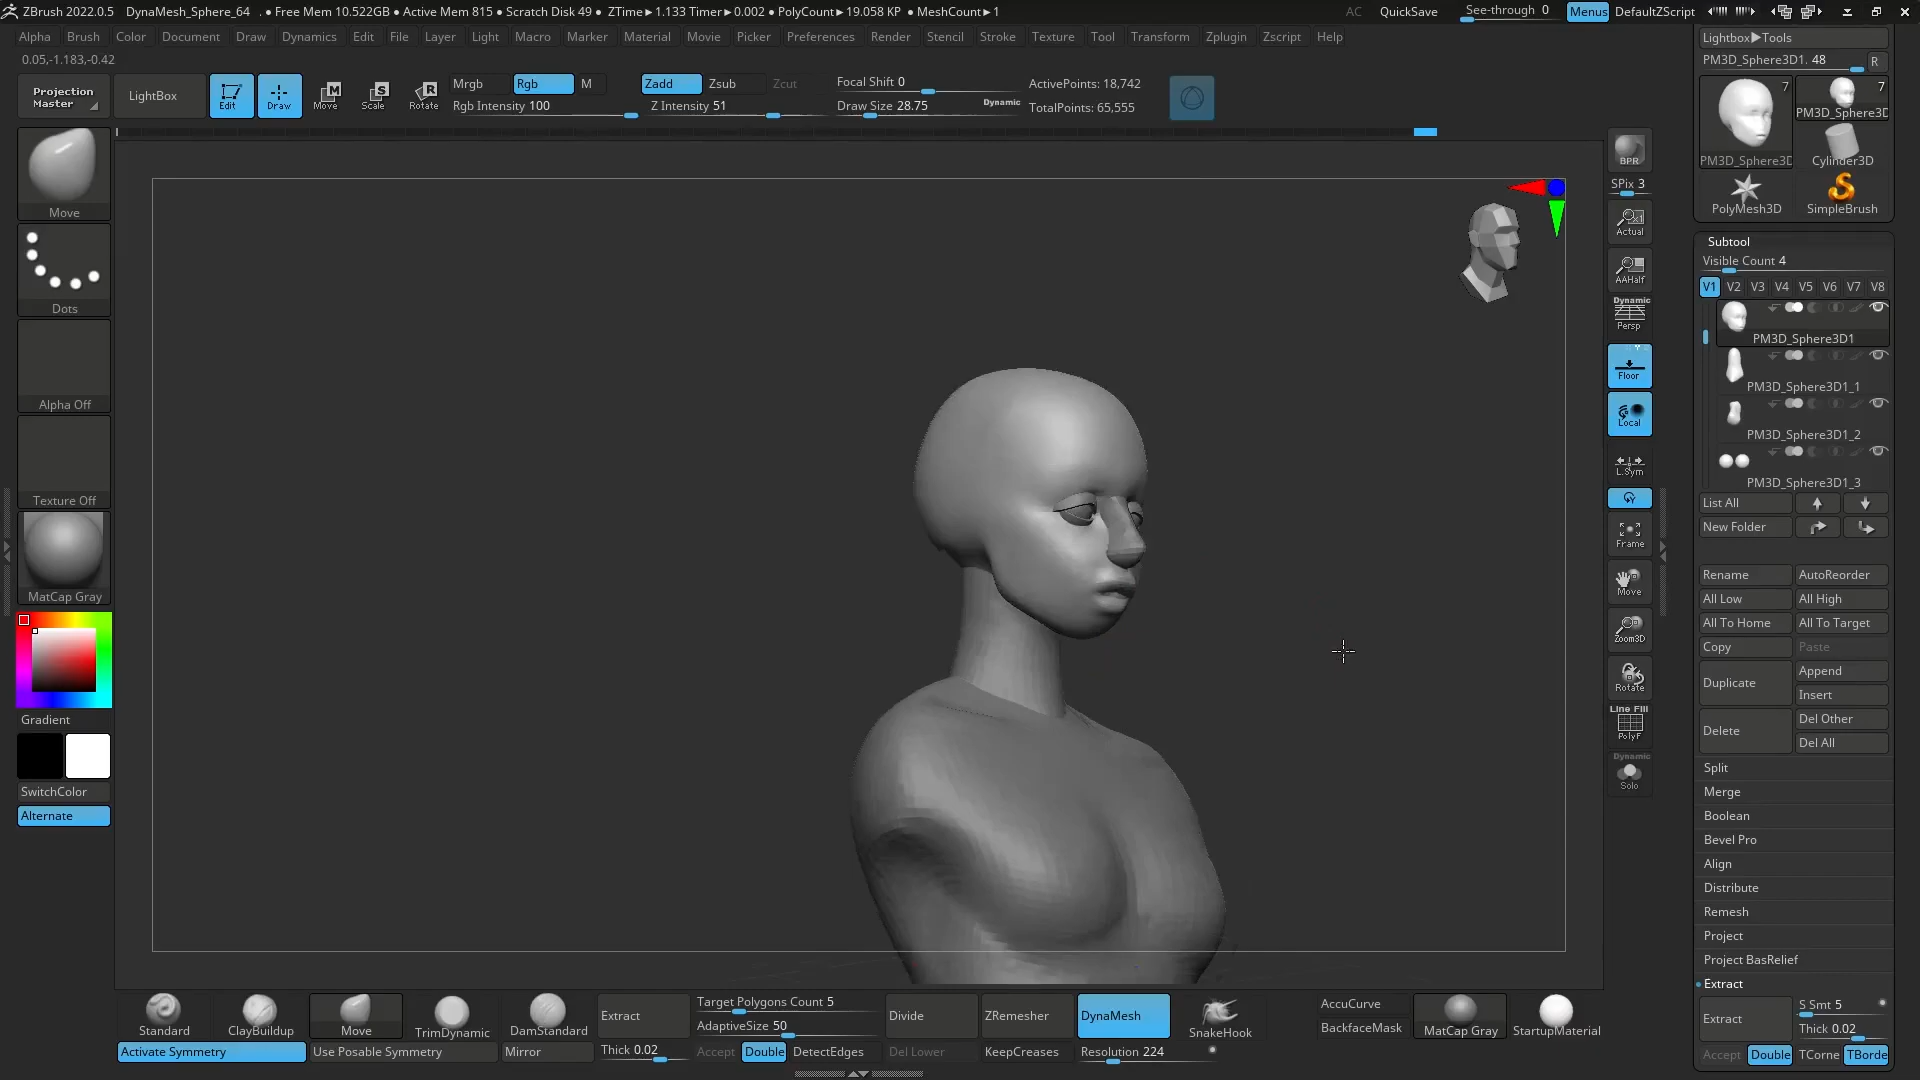 ZBrush 2022.0.5 DynaMesh_Sphere_64 . • Free Mem 10.522GB • Active Mem 815 • Scratch Disk 49 • ZTime►1.133 Timer►0.002 • PolyCount►19.058 KP • MeshCount►1 AC QuickSave See-through 0 Menus DefaultZScript
Alpha Brush Color Document Draw Dynamics Edit File Layer Light Macro Marker Material Movie Picker Preferences Render Stencil Stroke Texture Tool Transform Zplugin Zscript Help
0.05,-1.183,-0.42
Projection Master
LightBox
Edit
Draw
Move
Scale
Rotate
Mrgb Rgb M
Rgb Intensity 100
Zadd Zsub Zcut
Z Intensity 51
Focal Shift 0
Draw Size 28.75 Dynamic
ActivePoints: 18,742
TotalPoints: 65,555
Move
Dots
Alpha Off
Texture Off
MatCap Gray
Gradient
SwitchColor
Alternate
BPR
SPix 3
Actual
AAHalf
Dynamic
Persp
Floor
Local
L.Sym
Frame
Move
Zoom3D
Rotate
Line Fill
PolyF
Dynamic
Solo
Lightbox►Tools
PM3D_Sphere3D1. 48 R
7
PM3D_Sphere3D
7
PM3D_Sphere3D
Cylinder3D
PolyMesh3D
SimpleBrush
Subtool
Visible Count 4
V1 V2 V3 V4 V5 V6 V7 V8
PM3D_Sphere3D1
PM3D_Sphere3D1_1
PM3D_Sphere3D1_2
PM3D_Sphere3D1_3
List All
New Folder
Rename AutoReorder
All Low All High
All To Home All To Target
Copy Paste
Duplicate Append
Insert
Delete Del Other
Del All
Split
Merge
Boolean
Bevel Pro
Align
Distribute
Remesh
Project
Project BasRelief
Extract
Extract S Smt 5
Thick 0.02
Accept Double TCorne TBorde
Standard
ClayBuildup
Move
TrimDynamic
DamStandard
Extract
Target Polygons Count 5
AdaptiveSize 50
Divide
ZRemesher
DynaMesh
SnakeHook
AccuCurve
BackfaceMask
MatCap Gray
StartupMaterial
Activate Symmetry Use Posable Symmetry Mirror Thick 0.02 Accept Double DetectEdges Del Lower KeepCreases Resolution 224